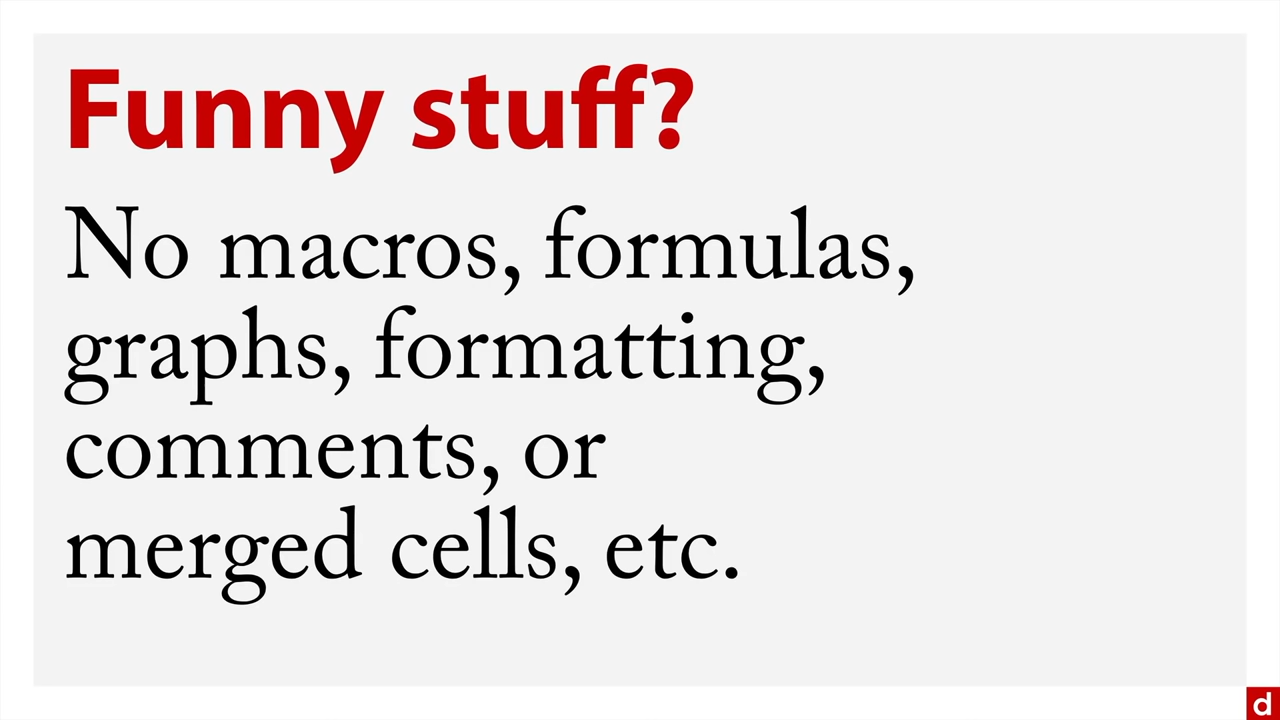 Funny stuff?
No macros, formulas,
graphs, formatting,
comments, or
merged cells, etc.
d